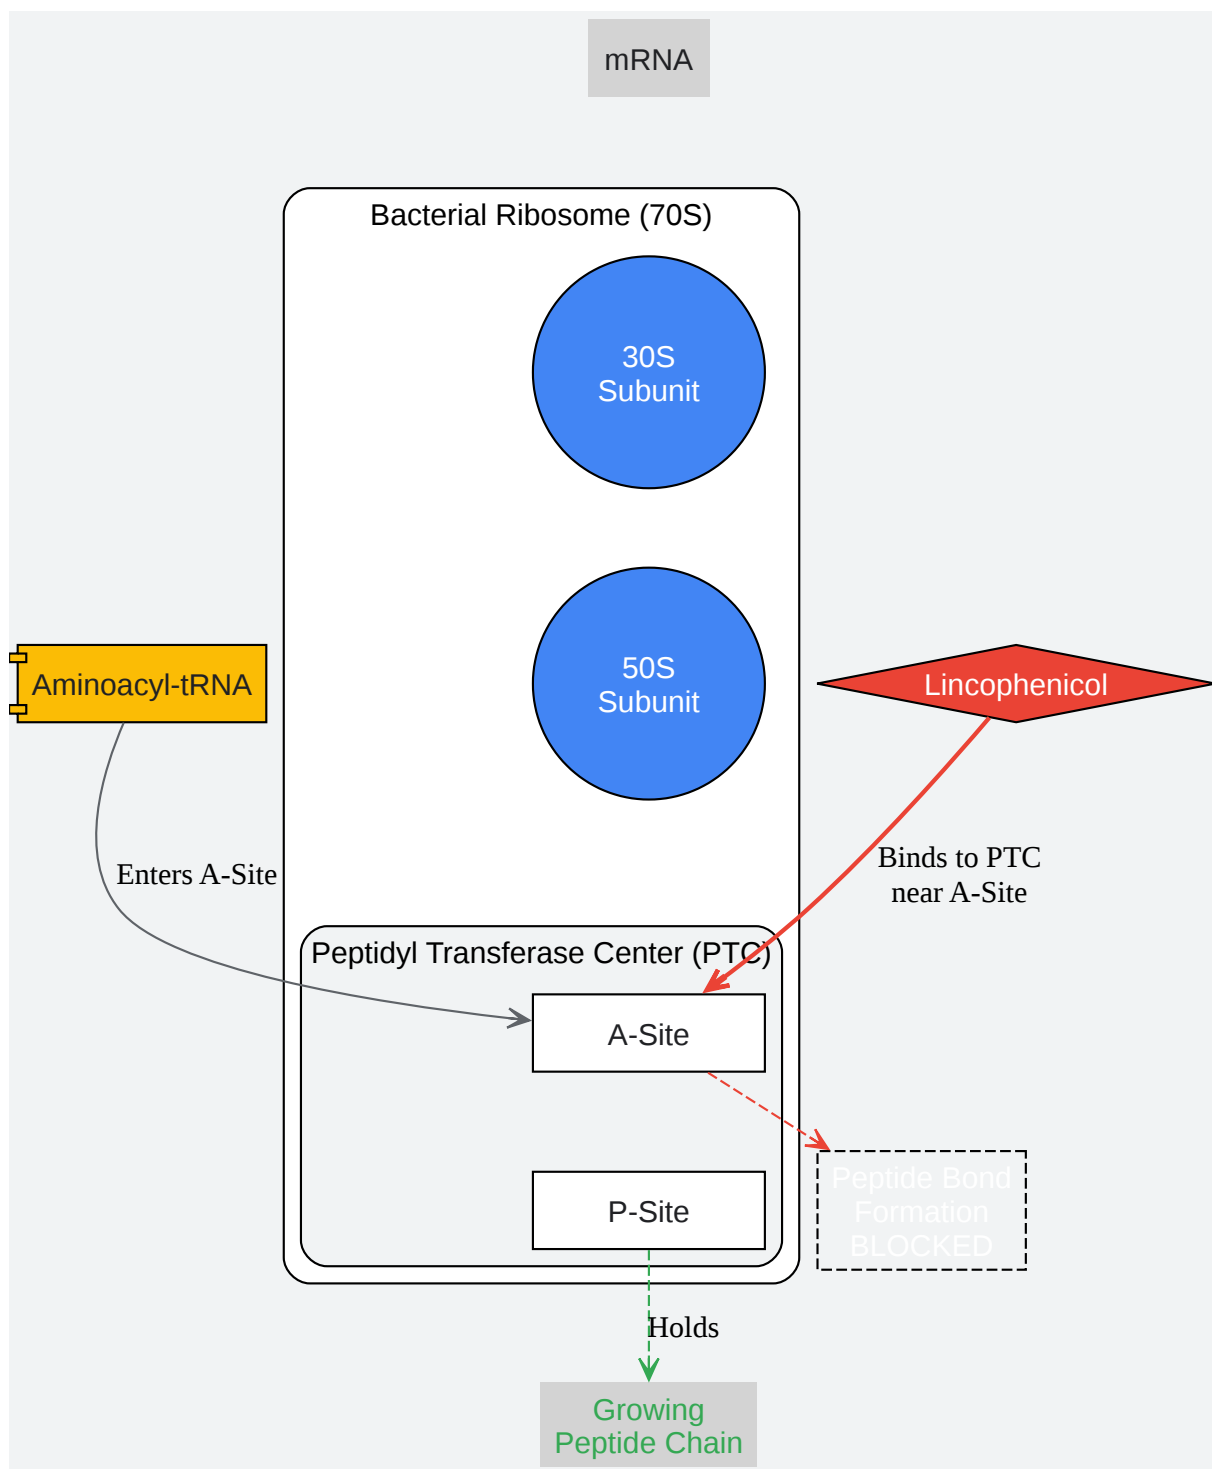 mRNA
Bacterial Ribosome (70S)
30S
Subunit
50S
Subunit
Aminoacyl-tRNA
Lincophenicol
Enters A-Site
Binds to PTC
near A-Site
Peptidyl Transferase Center (PTC)
A-Site
P-Site
Peptide Bond
Formation
BLOCKED
Holds
Growing
Peptide Chain